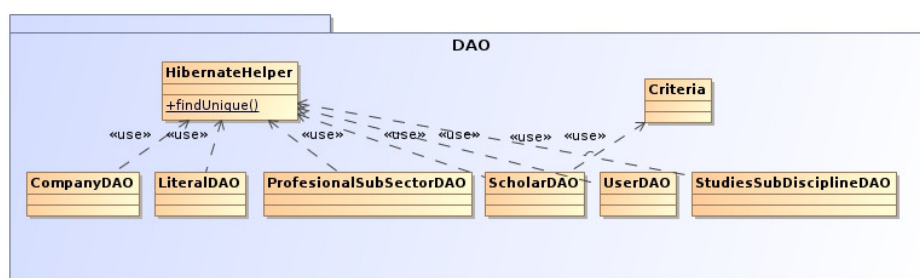 DAO
HibernateHelper
+findUnique()
Criteria
«use» «use» «use» «use» «use» «use» «use»
CompanyDAO LiteralDAO ProfesionalSubSectorDAO ScholarDAO UserDAO StudiesSubDisciplineDAO